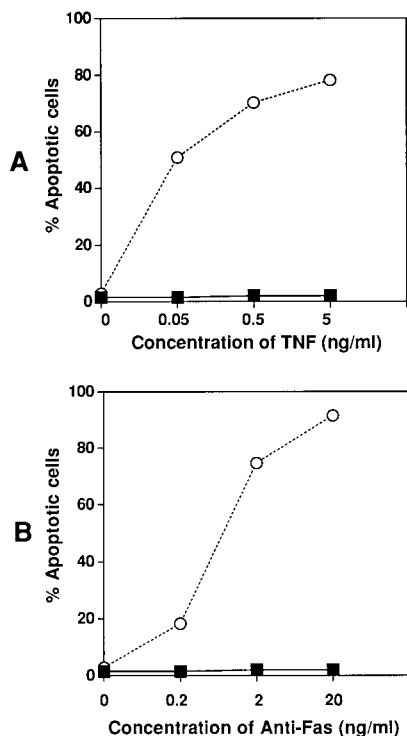 A
% Apoptotic cells
100
80
60
40
20
0
0 0.05 0.5 5
Concentration of TNF (ng/ml)
B
% Apoptotic cells
100
80
60
40
20
0
0 0.2 2 20
Concentration of Anti-Fas (ng/ml)